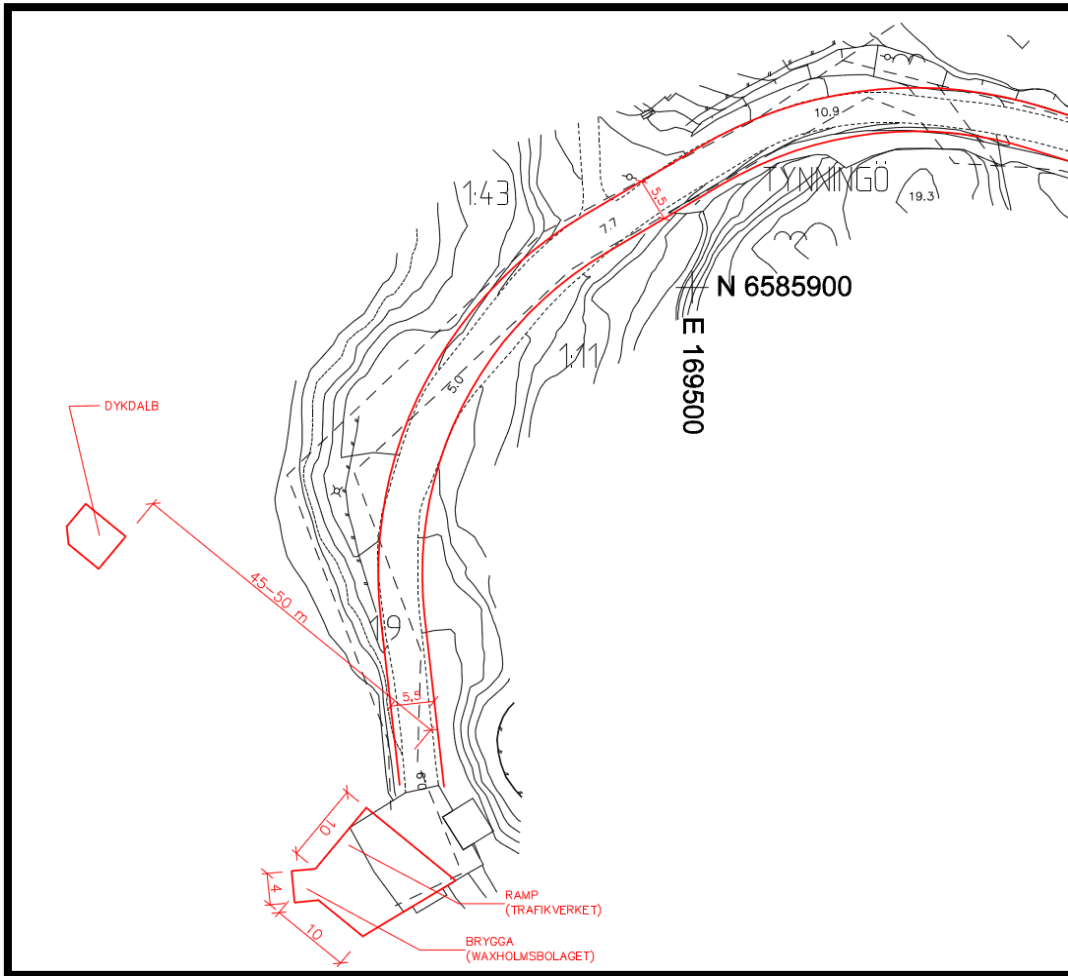 10.9
1:43
TYNNINGÖ
5,5
19.3
7.7
N 6585900
E 169500
1:11
5.0
DYKDALB
45-50 m
19
5,5
6.0
10
4
10
RAMP
(TRAFIKVERKET)
BRYGGA
(WAXHOLMSBOLAGET)